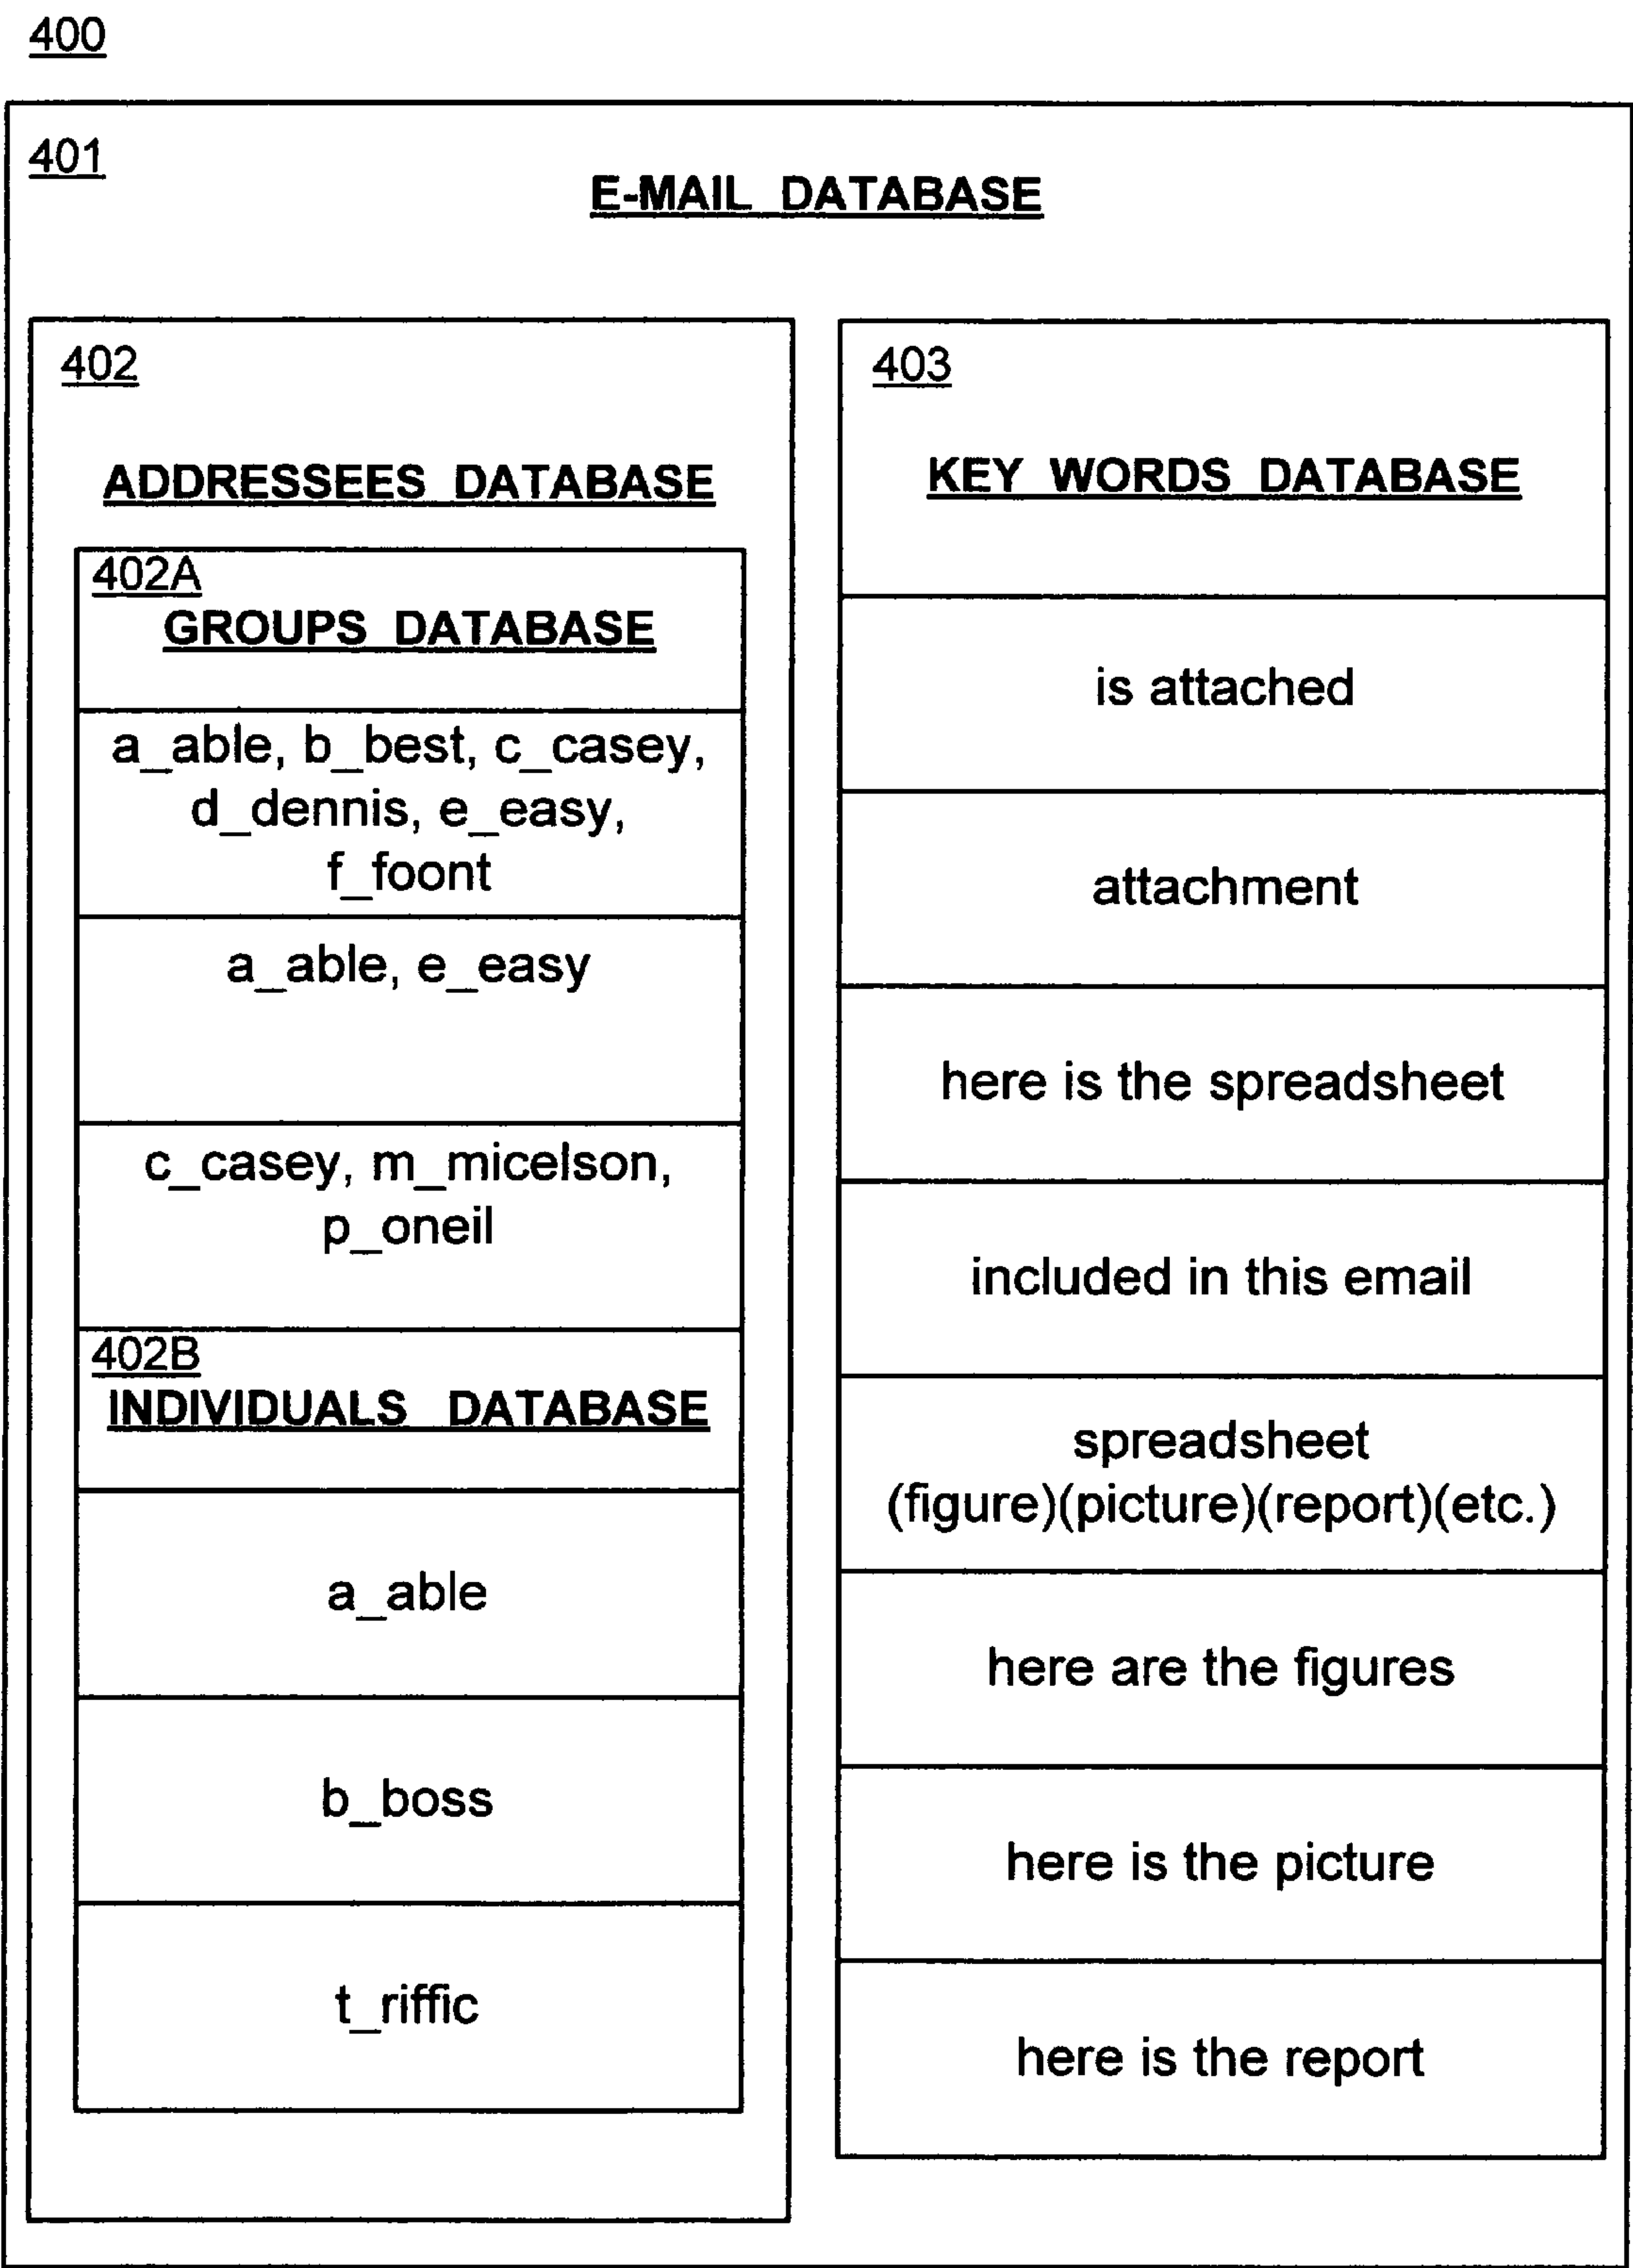 400
401
E-MAIL DATABASE
402
ADDRESSEES DATABASE
402A
GROUPS DATABASE
a_able, b_best, c_casey,
d_dennis, e_easy,
f_foont
a_able, e_easy
c_casey, m_micelson,
p_oneil
402B
INDIVIDUALS DATABASE
a_able
b_boss
t_riffic
403
KEY WORDS DATABASE
is attached
attachment
here is the spreadsheet
included in this email
spreadsheet
(figure)(picture)(report)(etc.)
here are the figures
here is the picture
here is the report